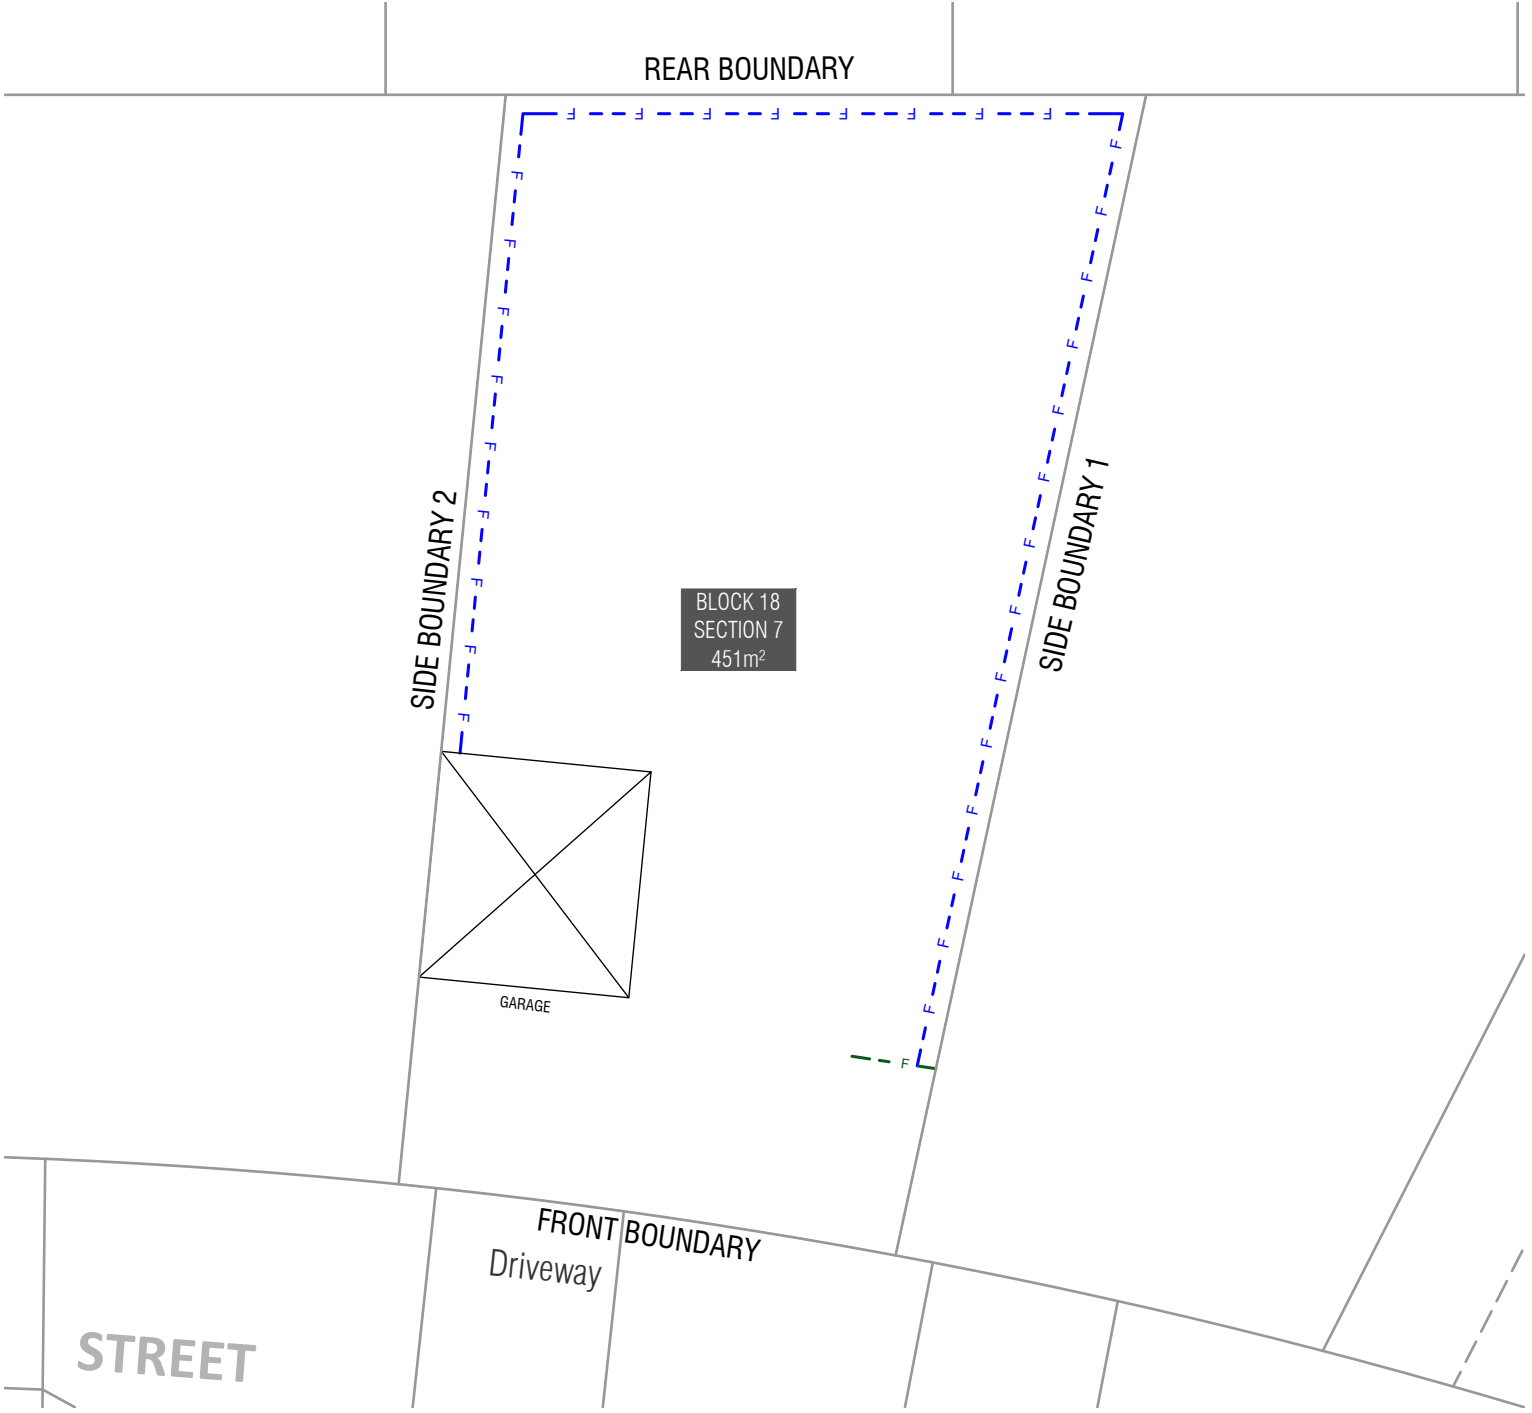 REAR BOUNDARY
F F F F F F F F
F F F F F F F F F
F F F F F F F F F F F F F F
SIDE BOUNDARY 2
SIDE BOUNDARY 1
BLOCK 18
SECTION 7
451m²
GARAGE
F
FRONT BOUNDARY
Driveway
STREET